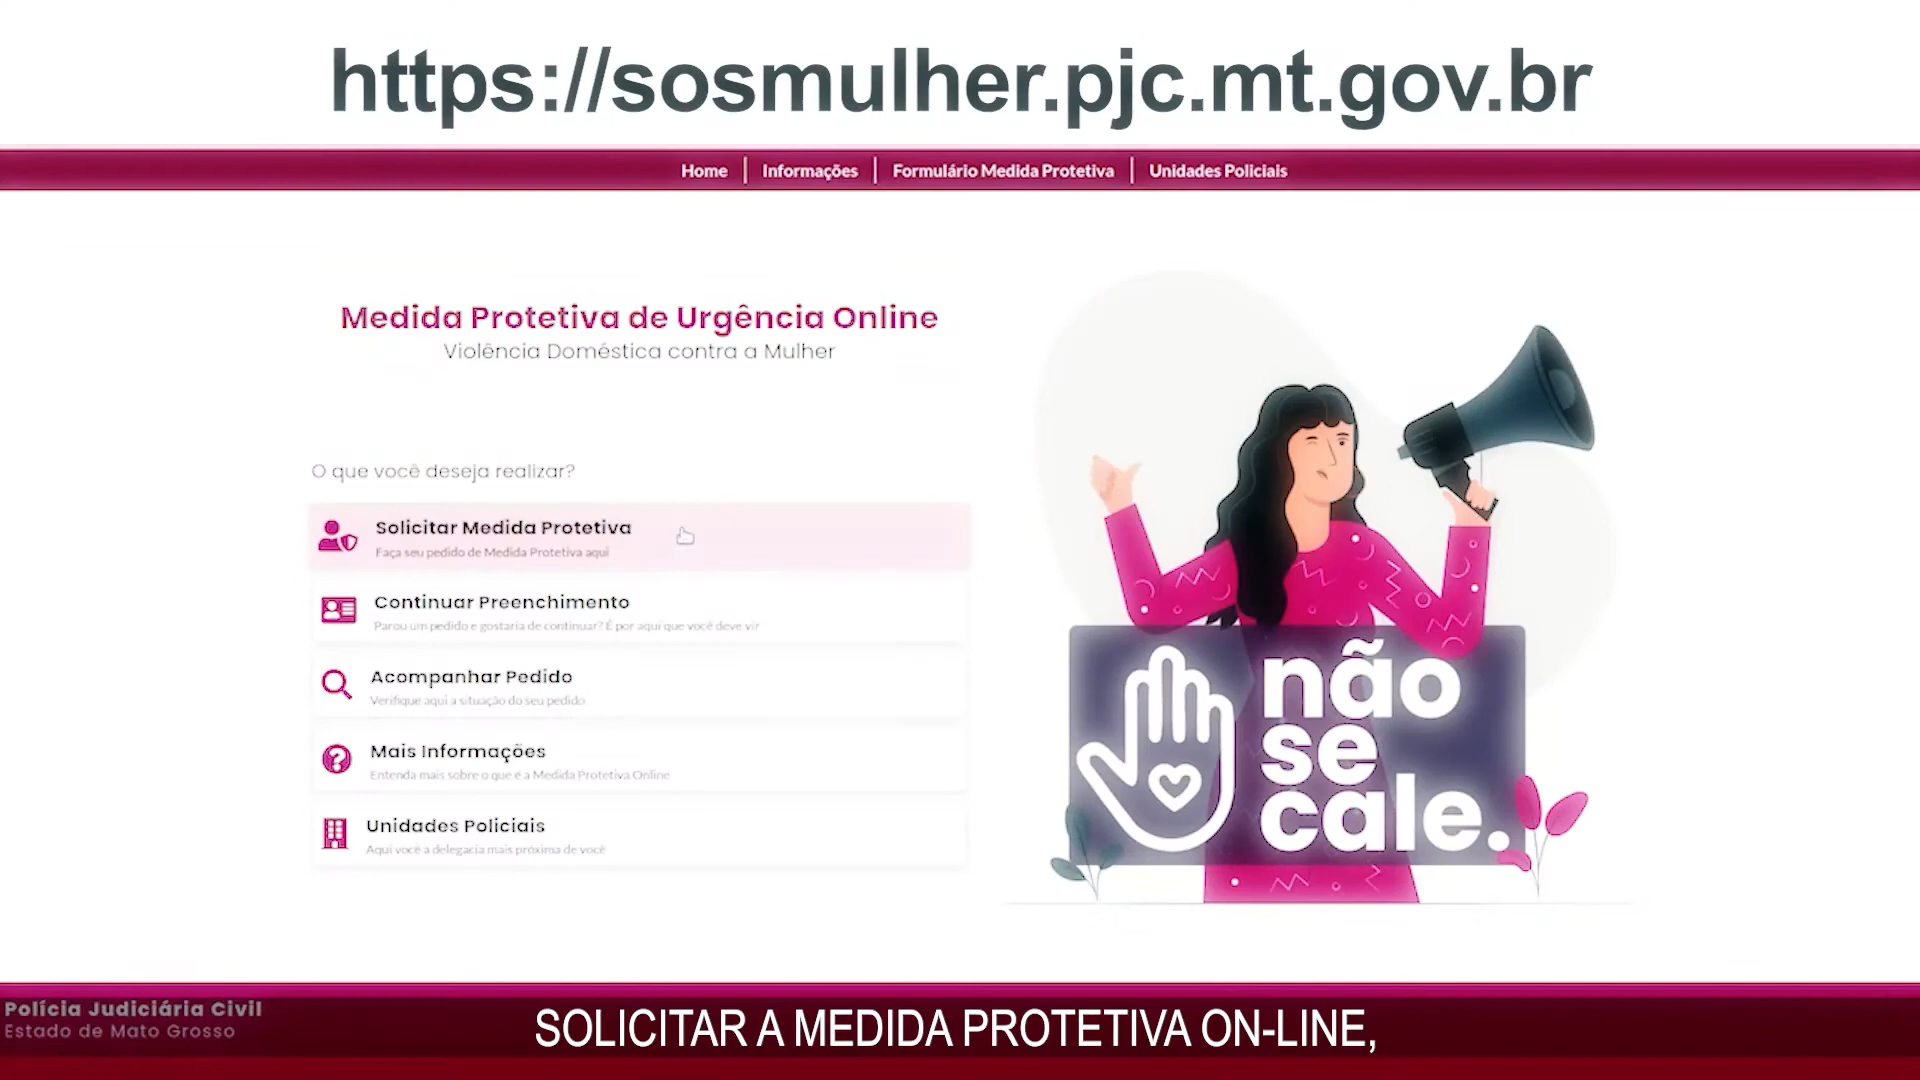 https://sosmulher.pjc.mt.gov.br
Home | Informações | Formulário Medida Protetiva | Unidades Policiais
Medida Protetiva de Urgência Online
Violência Doméstica contra a Mulher
O que você deseja realizar?
Solicitar Medida Protetiva
Faça seu pedido de Medida Protetiva aqui
Continuar Preenchimento
Parou um pedido e gostaria de continuar? É por aqui que você deve vir
Acompanhar Pedido
Verifique aqui a situação do seu pedido
Mais Informações
Entenda mais sobre o que é a Medida Protetiva Online
Unidades Policiais
Aqui você a delegacia mais próxima de você
não
se
cale.
Polícia Judiciária Civil
Estado de Mato Grosso
SOLICITAR A MEDIDA PROTETIVA ON-LINE,